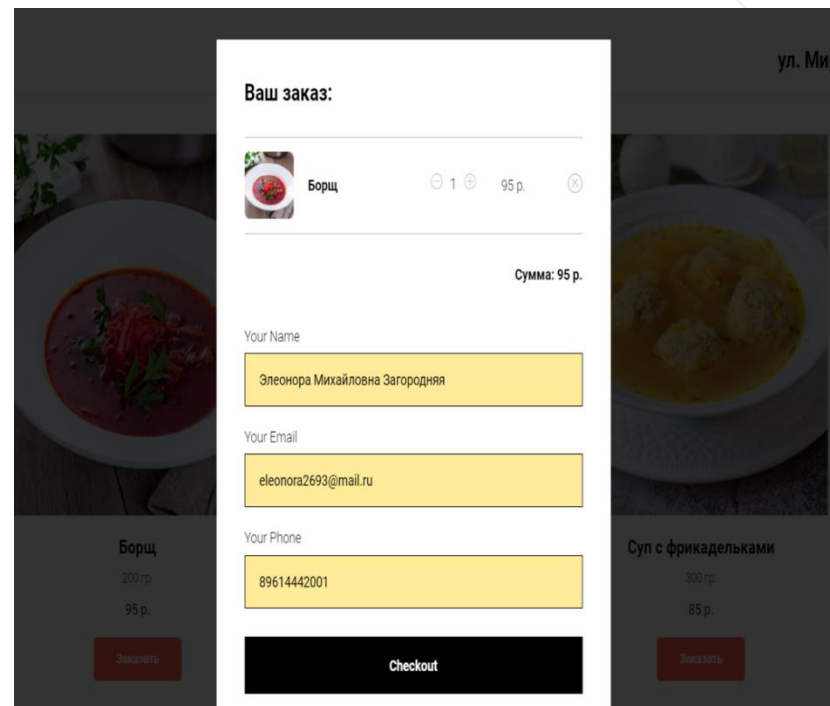 ул. Ми
Ваш заказ:
Борщ 1 95 р.
Сумма: 95 р.
Your Name
Элеонора Михайловна Загородняя
Your Email
eleonora2693@mail.ru
Your Phone
89614442001
Checkout
Борщ
200 гр.
95 р.
Заказать
Суп с фрикадельками
300 гр.
85 р.
Заказать